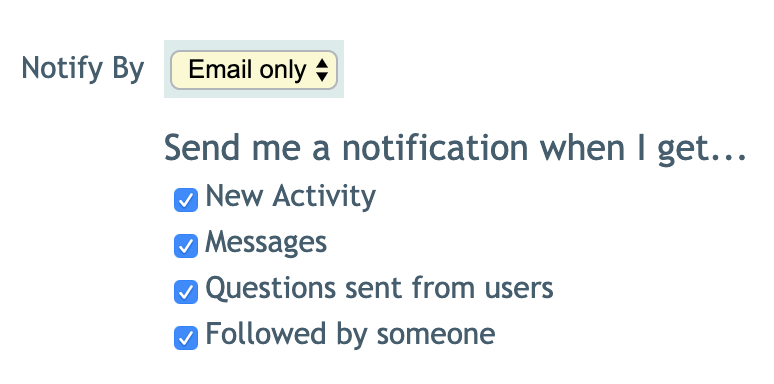 Notify By Email only
Send me a notification when I get...
New Activity
Messages
Questions sent from users
Followed by someone